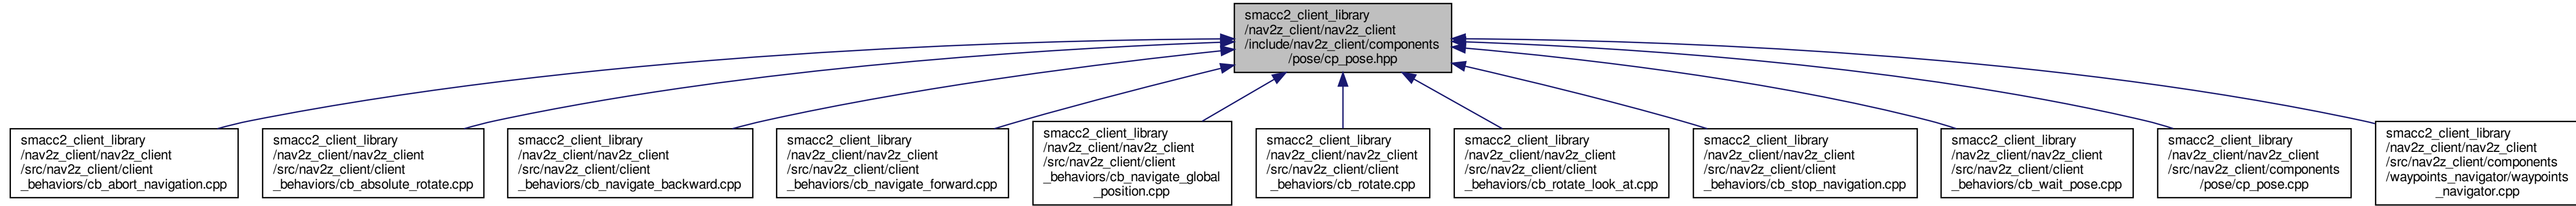 smacc2_client_library
/nav2z_client/nav2z_client
/include/nav2z_client/components
/pose/cp_pose.hpp
smacc2_client_library
/nav2z_client/nav2z_client
/src/nav2z_client/client
_behaviors/cb_abort_navigation.cpp
smacc2_client_library
/nav2z_client/nav2z_client
/src/nav2z_client/client
_behaviors/cb_absolute_rotate.cpp
smacc2_client_library
/nav2z_client/nav2z_client
/src/nav2z_client/client
_behaviors/cb_navigate_backward.cpp
smacc2_client_library
/nav2z_client/nav2z_client
/src/nav2z_client/client
_behaviors/cb_navigate_forward.cpp
smacc2_client_library
/nav2z_client/nav2z_client
/src/nav2z_client/client
_behaviors/cb_navigate_global
_position.cpp
smacc2_client_library
/nav2z_client/nav2z_client
/src/nav2z_client/client
_behaviors/cb_rotate.cpp
smacc2_client_library
/nav2z_client/nav2z_client
/src/nav2z_client/client
_behaviors/cb_rotate_look_at.cpp
smacc2_client_library
/nav2z_client/nav2z_client
/src/nav2z_client/client
_behaviors/cb_stop_navigation.cpp
smacc2_client_library
/nav2z_client/nav2z_client
/src/nav2z_client/client
_behaviors/cb_wait_pose.cpp
smacc2_client_library
/nav2z_client/nav2z_client
/src/nav2z_client/components
/pose/cp_pose.cpp
smacc2_client_library
/nav2z_client/nav2z_client
/src/nav2z_client/components
/waypoints_navigator/waypoints
_navigator.cpp